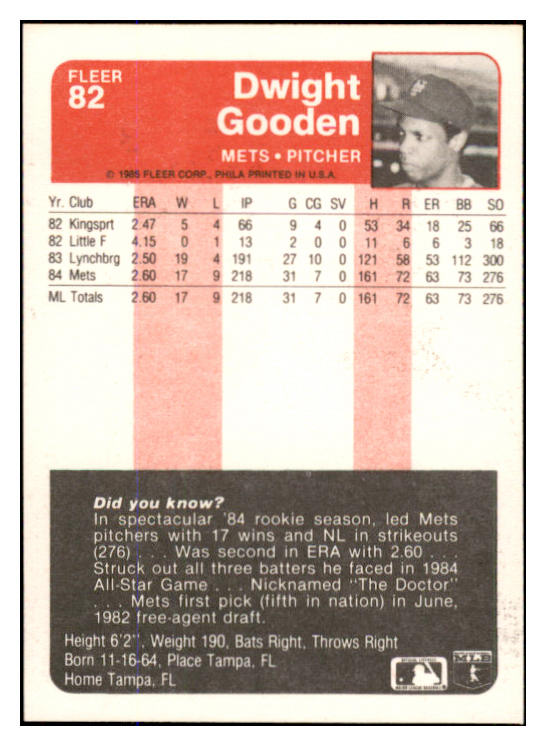 FLEER
82
Dwight
Gooden
METS • PITCHER
© 1985 FLEER CORP., PHILA PRINTED IN U.S.A.
Yr. Club ERA W L IP G CG SV H R ER BB SO
82 Kingsprt 2.47 5 4 66 9 4 0 53 34 18 25 66
82 Little F 4.15 0 1 13 2 0 0 11 6 6 3 18
83 Lynchbrg 2.50 19 4 191 27 10 0 121 58 53 112 300
84 Mets 2.60 17 9 218 31 7 0 161 72 63 73 276
ML Totals 2.60 17 9 218 31 7 0 161 72 63 73 276
Did you know?
In spectacular '84 rookie season, led Mets
pitchers with 17 wins and NL in strikeouts
(276) . . . Was second in ERA with 2.60 . . .
Struck out all three batters he faced in 1984
All-Star Game . . . Nicknamed "The Doctor"
. . . Mets first pick (fifth in nation) in June,
1982 free-agent draft.
Height 6'2", Weight 190, Bats Right, Throws Right
Born 11-16-64, Place Tampa, FL
Home Tampa, FL